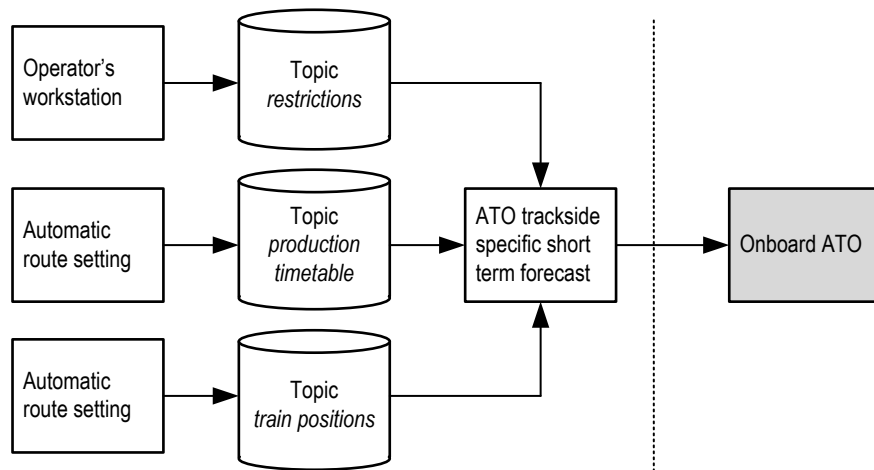 Operator's
workstation
Topic
restrictions
Automatic
route setting
Topic
production
timetable
ATO trackside
specific short
term forecast
Onboard ATO
Automatic
route setting
Topic
train positions